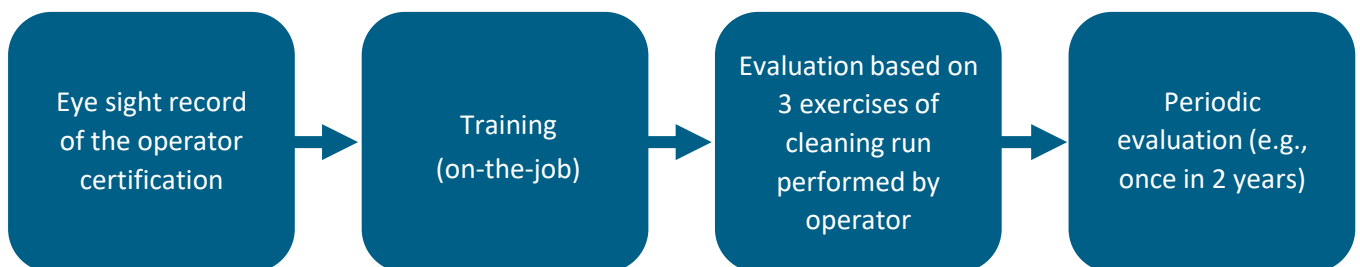 Eye sight record
of the operator
certification
Training
(on-the-job)
Evaluation based on
3 exercises of
cleaning run
performed by
operator
Periodic
evaluation (e.g.,
once in 2 years)